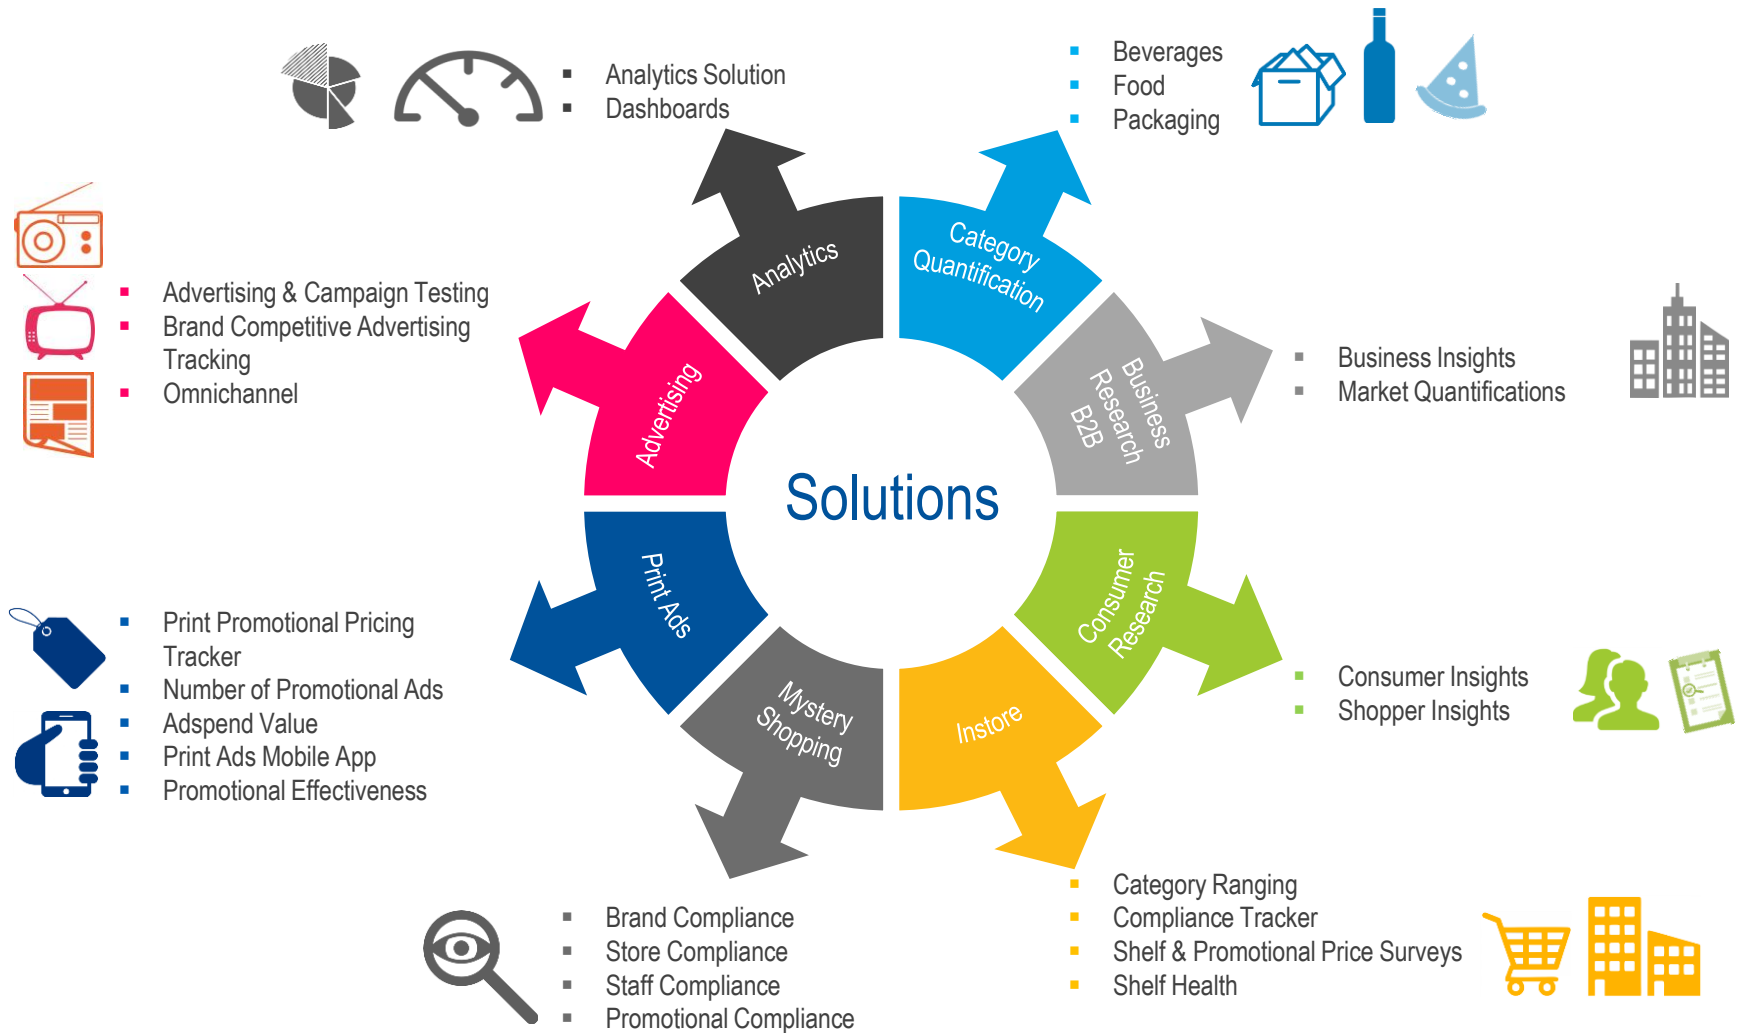 Analytics Solution
Dashboards
Beverages
Food
Packaging
Advertising & Campaign Testing
Brand Competitive Advertising
Tracking
Omnichannel
Analytics
Category
Quantification
Advertising
Business
Research
B2B
Business Insights
Market Quantifications
Solutions
Print Ads
Consumer
Research
Mystery
Shopping
Instore
Print Promotional Pricing
Tracker
Number of Promotional Ads
Adspend Value
Print Ads Mobile App
Promotional Effectiveness
Consumer Insights
Shopper Insights
Brand Compliance
Store Compliance
Staff Compliance
Promotional Compliance
Category Ranging
Compliance Tracker
Shelf & Promotional Price Surveys
Shelf Health